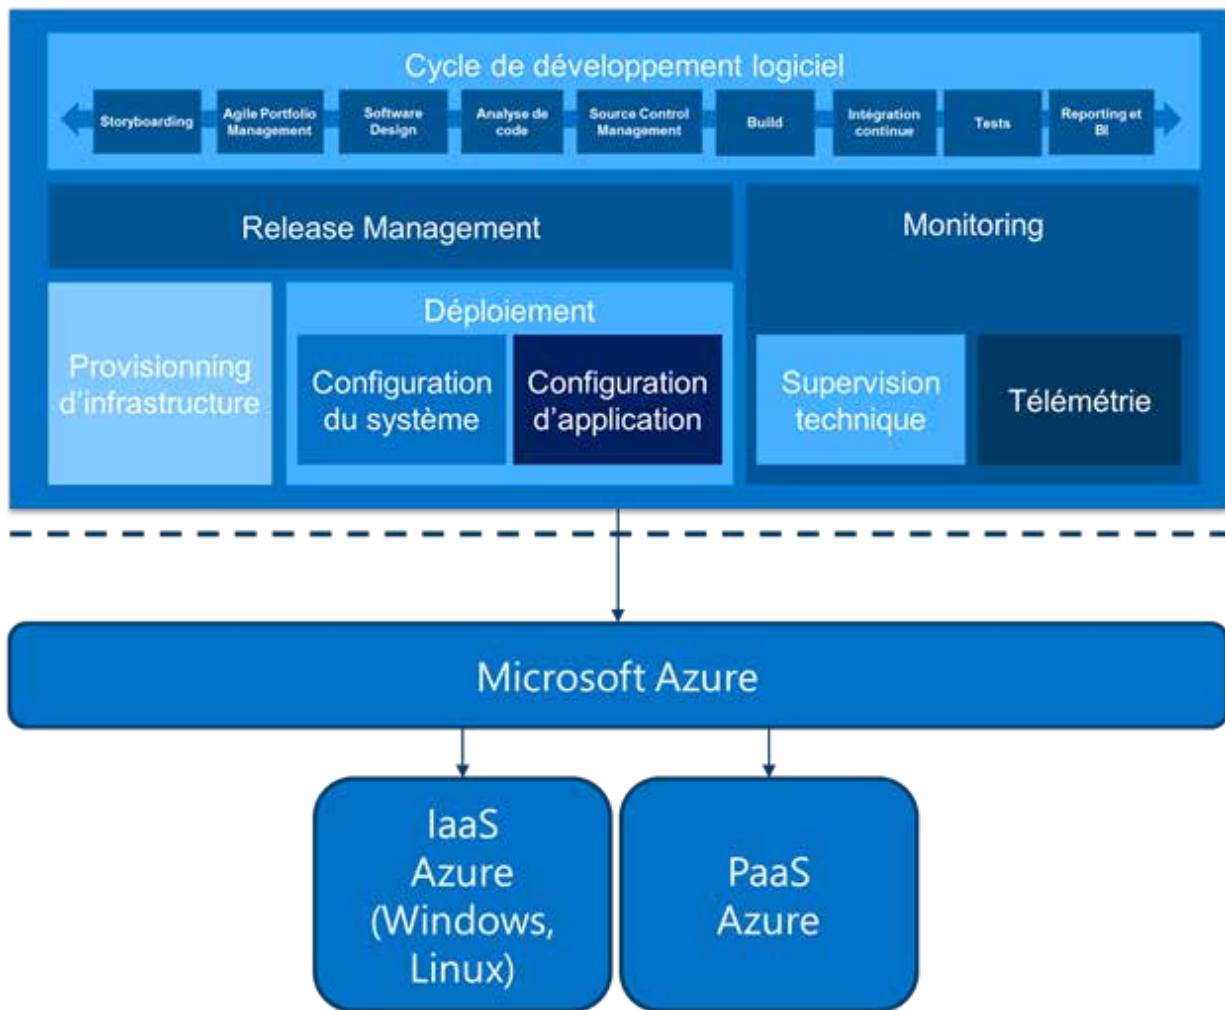 Cycle de développement logiciel
Storyboarding
Agile Portfolio
Management
Software
Design
Analyse de
code
Source Control
Management
Build
Intégration
continue
Tests
Reporting et
BI
Release Management
Monitoring
Provisionning
d'infrastructure
Déploiement
Configuration
du système
Configuration
d'application
Supervision
technique
Télémétrie
Microsoft Azure
IaaS
Azure
(Windows,
Linux)
PaaS
Azure